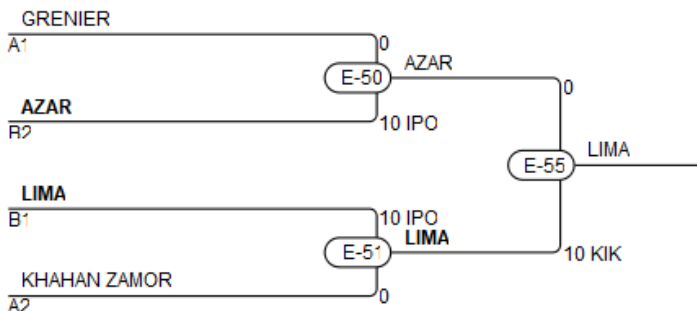 GRENIER
A1
0
E-50
AZAR
0
AZAR
B2
10 IPO
E-55
LIMA
LIMA
B1
10 IPO
E-51
LIMA
10 KIK
KHAHAN ZAMOR
A2
0